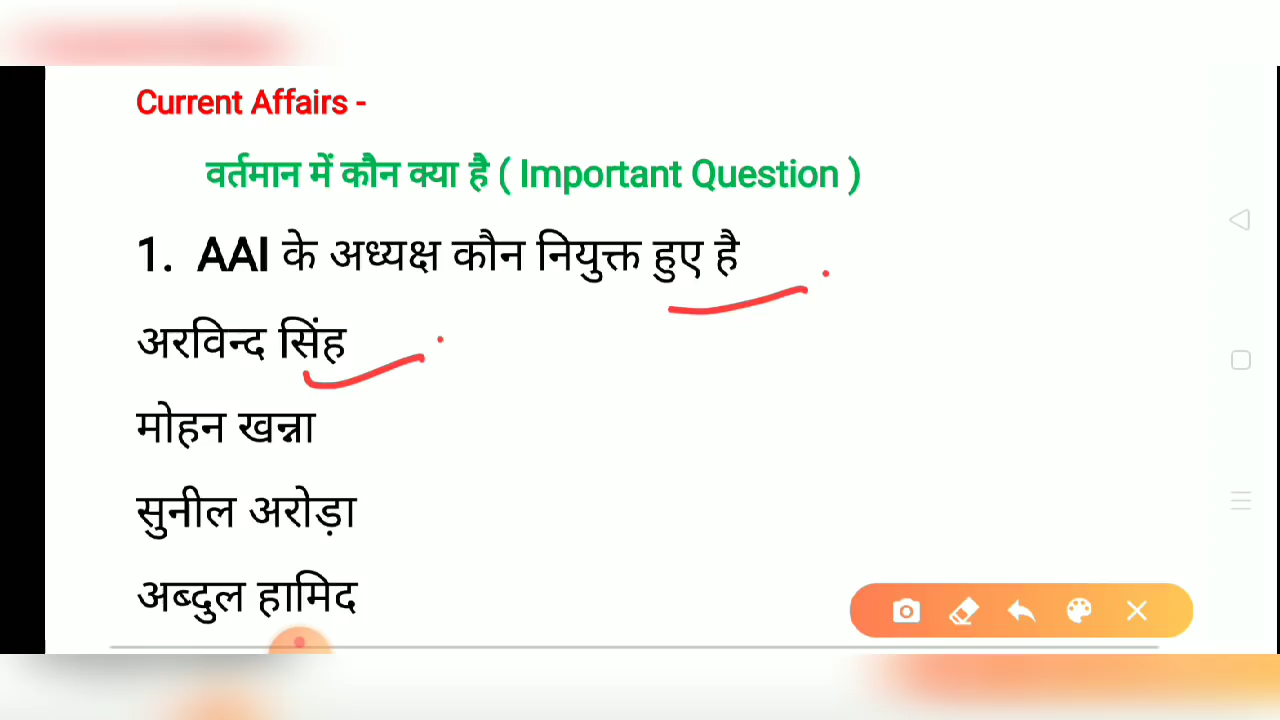 Current Affairs -
वर्तमान में कौन क्या है ( Important Question )
1. AAI के अध्यक्ष कौन नियुक्त हुए है
अरविन्द सिंह
मोहन खन्ना
सुनील अरोड़ा
अब्दुल हामिद